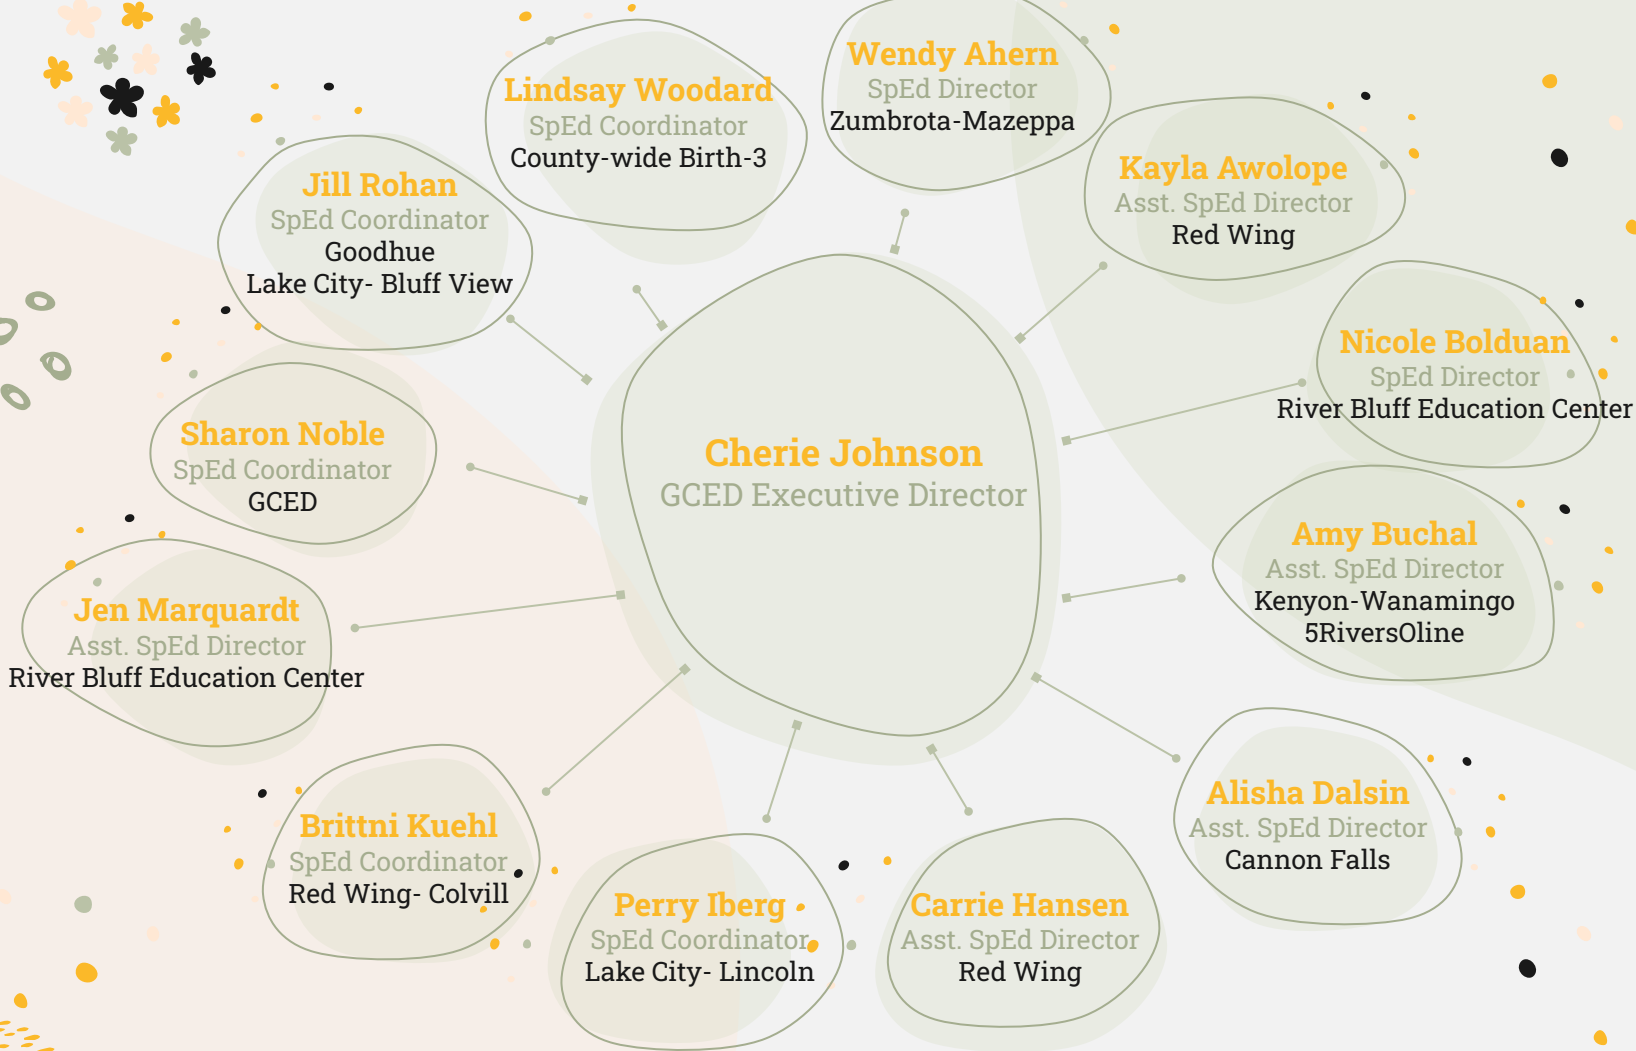 Wendy Ahern
SpEd Director
Zumbrota-Mazeppa
Lindsay Woodard
SpEd Coordinator
County-wide Birth-3
Kayla Awolope
Asst. SpEd Director
Red Wing
Jill Rohan
SpEd Coordinator
Goodhue
Lake City- Bluff View
Nicole Bolduan
SpEd Director
River Bluff Education Center
Sharon Noble
SpEd Coordinator
GCED
Cherie Johnson
GCED Executive Director
Amy Buchal
Asst. SpEd Director
Kenyon-Wanamingo
5RiversOline
Jen Marquardt
Asst. SpEd Director
River Bluff Education Center
Alisha Dalsin
Asst. SpEd Director
Cannon Falls
Brittni Kuehl
SpEd Coordinator
Red Wing- Colvill
Perry Iberg
SpEd Coordinator
Lake City- Lincoln
Carrie Hansen
Asst. SpEd Director
Red Wing